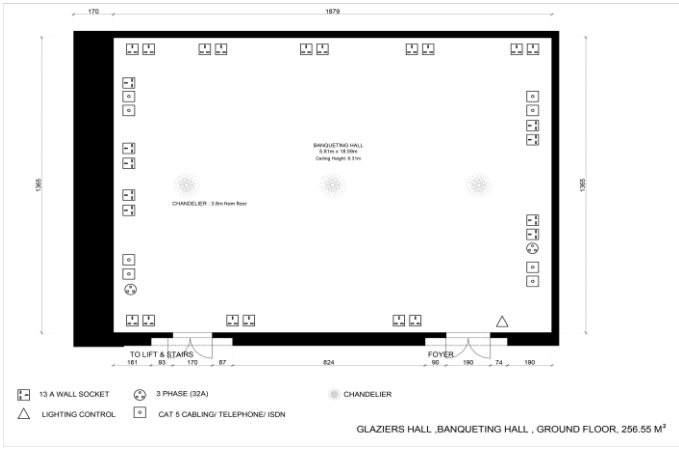 170
1879
1365
1365
BANQUETING HALL
5.81m x 18.59m
Ceiling Height: 6.31m
CHANDELIER : 3.6m from floor
TO LIFT & STAIRS
FOYER
161 93 170 87 824 90 190 74 190
13 A WALL SOCKET
3 PHASE (32A)
CHANDELIER
LIGHTING CONTROL
CAT 5 CABLING/ TELEPHONE/ ISDN
GLAZIERS HALL ,BANQUETING HALL , GROUND FLOOR, 256.55 M²